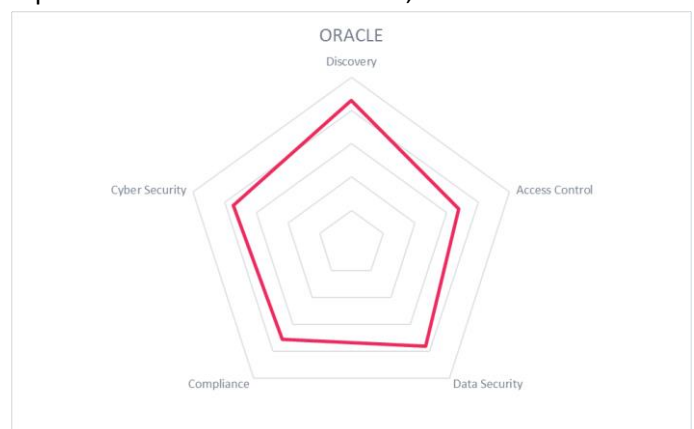 ORACLE
Discovery
Cyber Security
Access Control
Compliance
Data Security